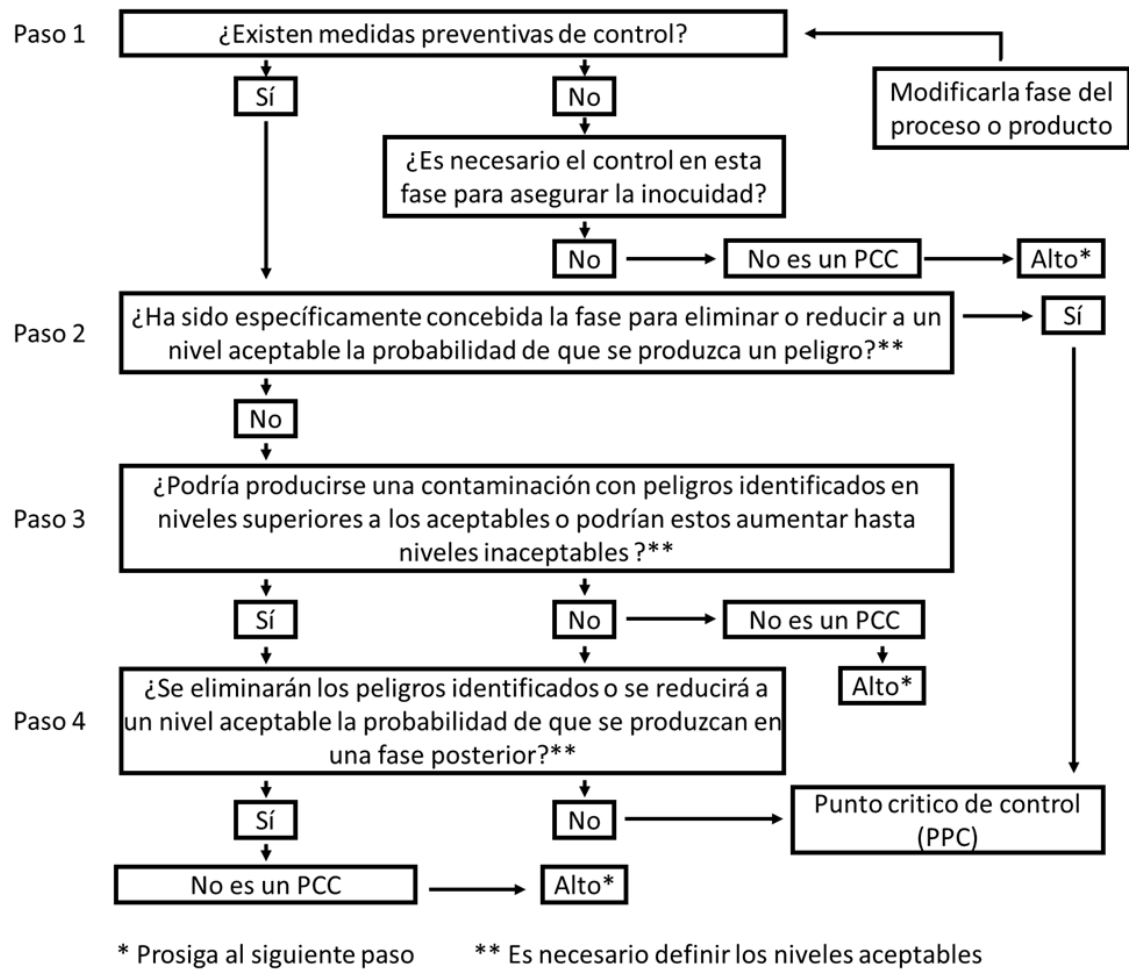 Paso 1
¿Existen medidas preventivas de control?
Sí
No
Modificarla fase del
proceso o producto
¿Es necesario el control en esta
fase para asegurar la inocuidad?
No
No es un PCC
Alto*
Paso 2
¿Ha sido específicamente concebida la fase para eliminar o reducir a un
nivel aceptable la probabilidad de que se produzca un peligro?**
Sí
No
Paso 3
¿Podría producirse una contaminación con peligros identificados en
niveles superiores a los aceptables o podrían estos aumentar hasta
niveles inaceptables ?**
Sí
No
No es un PCC
Alto*
Paso 4
¿Se eliminarán los peligros identificados o se reducirá a
un nivel aceptable la probabilidad de que se produzcan en
una fase posterior?**
Sí
No
Punto critico de control
(PPC)
No es un PCC
Alto*
* Prosiga al siguiente paso
** Es necesario definir los niveles aceptables